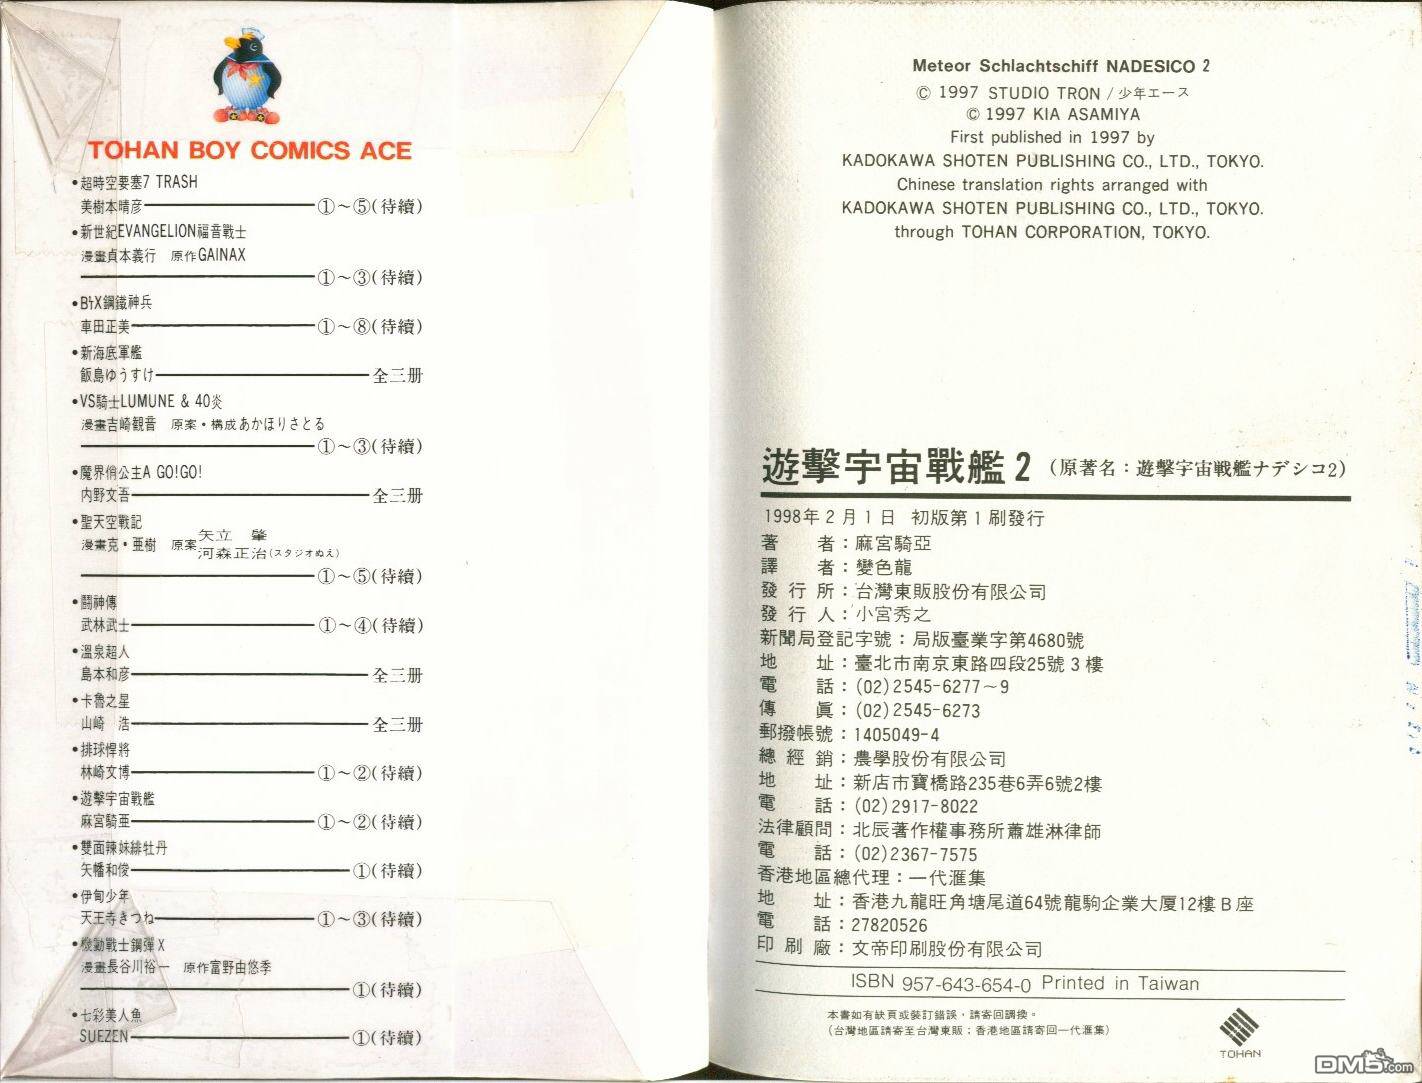 TOHAN BOY COMICS ACE
•超時空要塞7 TRASH
美樹本晴彦 ①～⑤(待續)
•新世紀EVANGELION福音戰士
漫畫貞本義行　原作GAINAX
①～③(待續)
•BtX鋼鐵神兵
車田正美 ①～⑧(待續)
•新海底軍艦
飯島ゆうすけ 全三册
•VS騎士LUMUNE & 40炎
漫畫吉崎観音　原案・構成あかほりさとる
①～③(待續)
•魔界俏公主A GO!GO!
内野文吾 全三册
•聖天空戰記
漫畫克・亜樹　原案矢立　肇
河森正治(スタジオぬえ)
①～⑤(待續)
•鬪神傳
武林武士 ①～④(待續)
•溫泉超人
島本和彦 全三册
•卡魯之星
山崎　浩 全三册
•排球悍將
林崎文博 ①～②(待續)
•遊擊宇宙戰艦
麻宮騎亜 ①～②(待續)
•雙面辣妹緋牡丹
矢幡和俊 ①(待續)
•伊甸少年
天王寺きつね ①～③(待續)
•機動戰士鋼彈X
漫畫長谷川裕一　原作富野由悠季
①(待續)
•七彩美人魚
SUEZEN ①(待續)
Meteor Schlachtschiff NADESICO 2
© 1997 STUDIO TRON / 少年エース
© 1997 KIA ASAMIYA
First published in 1997 by
KADOKAWA SHOTEN PUBLISHING CO., LTD., TOKYO.
Chinese translation rights arranged with
KADOKAWA SHOTEN PUBLISHING CO., LTD., TOKYO.
through TOHAN CORPORATION, TOKYO.
遊擊宇宙戰艦2（原著名：遊撃宇宙戦艦ナデシコ2）
1998年2月1日　初版第1刷發行
著　者：麻宮騎亞
譯　者：變色龍
發行所：台灣東販股份有限公司
發行人：小宮秀之
新聞局登記字號：局版臺業字第4680號
地　址：臺北市南京東路四段25號3樓
電　話：(02)2545-6277～9
傳　眞：(02)2545-6273
郵撥帳號：1405049-4
總經銷：農學股份有限公司
地　址：新店市寶橋路235巷6弄6號2樓
電　話：(02)2917-8022
法律顧問：北辰著作權事務所蕭雄淋律師
電　話：(02)2367-7575
香港地區總代理：一代滙集
地　址：香港九龍旺角塘尾道64號龍駒企業大厦12樓B座
電　話：27820526
印刷廠：文帝印刷股份有限公司
ISBN 957-643-654-0 Printed in Taiwan
本書如有缺頁或裝訂錯誤，請寄回調換。
(台灣地區請寄至台灣東販；香港地區請寄回一代滙集)
TOHAN
DM5.com